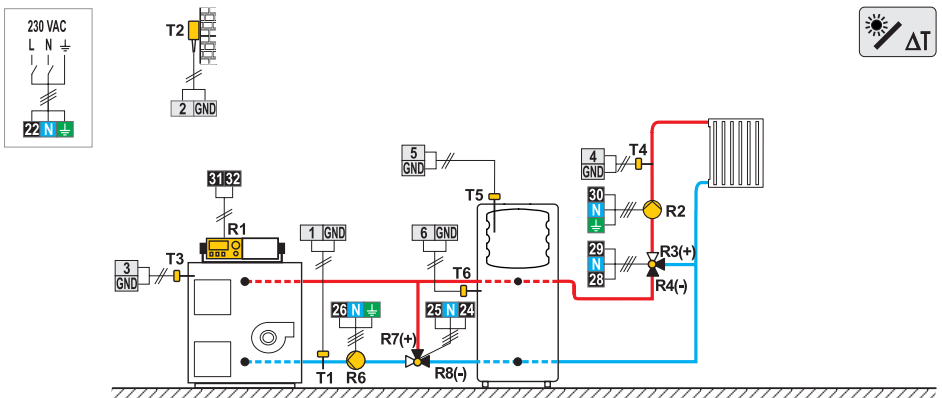 230 VAC
L N
22 N
T2
2 GND
ΔT
5
GND
T5
4
GND
T4
30
N
R2
29
N
28
R3(+)
R4(-)
31 32
R1
1 GND
6 GND
3
GND
T3
T6
26 N
25 N 24
R7(+)
T1
R6
R8(-)